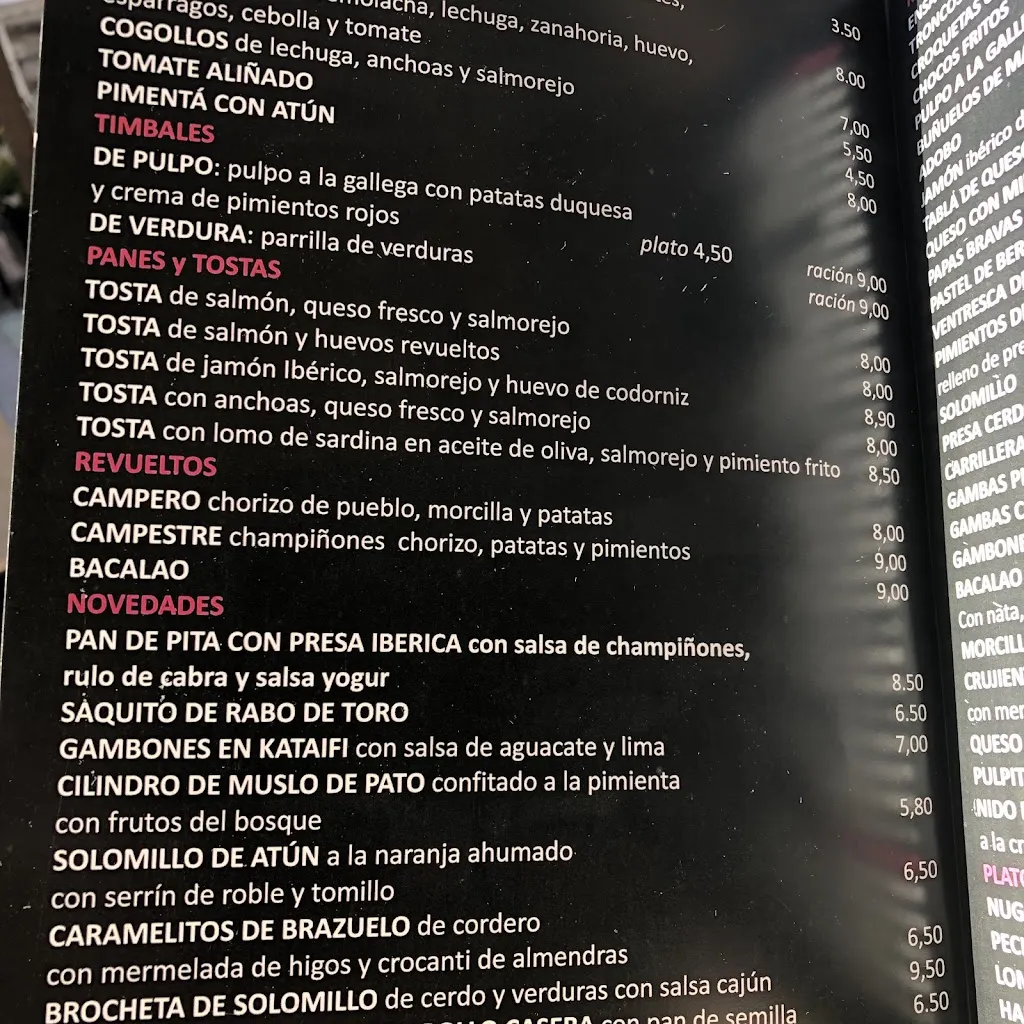 remolacha, lechuga, zanahoria, huevo, 3.50
espárragos, cebolla y tomate 8.00
COGOLLOS de lechuga, anchoas y salmorejo 7,00
TOMATE ALIÑADO 5,50
PIMENTÁ CON ATÚN 4,50
TIMBALES 8,00
DE PULPO: pulpo a la gallega con patatas duquesa
y crema de pimientos rojos plato 4,50 ración 9,00
DE VERDURA: parrilla de verduras ración 9,00
PANES y TOSTAS
TOSTA de salmón, queso fresco y salmorejo 8,00
TOSTA de salmón y huevos revueltos 8,00
TOSTA de jamón Ibérico, salmorejo y huevo de codorniz 8,90
TOSTA con anchoas, queso fresco y salmorejo 8,00
TOSTA con lomo de sardina en aceite de oliva, salmorejo y pimiento frito 8,50
REVUELTOS
CAMPERO chorizo de pueblo, morcilla y patatas 8,00
CAMPESTRE champiñones chorizo, patatas y pimientos 9,00
BACALAO 9,00
NOVEDADES
PAN DE PITA CON PRESA IBERICA con salsa de champiñones,
rulo de cabra y salsa yogur 8.50
SAQUITO DE RABO DE TORO 6.50
GAMBONES EN KATAIFI con salsa de aguacate y lima 7,00
CILINDRO DE MUSLO DE PATO confitado a la pimienta
con frutos del bosque 5,80
SOLOMILLO DE ATÚN a la naranja ahumado
con serrín de roble y tomillo 6,50
CARAMELITOS DE BRAZUELO de cordero
con mermelada de higos y crocanti de almendras 6,50
BROCHETA DE SOLOMILLO de cerdo y verduras con salsa cajún 9,50
CASERA con pan de semilla 6.50
CROQUETAS
CHOCOS FRITOS
PULPO A LA
BUÑUELOS DE
ADOBO
JAMÓN ibérico
TABLÁ DE QUESO
QUESO CON
PAPAS BRAVAS
PASTEL DE
VENTRESCA
PIMIENTOS
relleno de
SOLOMILLO
PRESA
GAMBAS
GAMBAS
BACALAO
Con nata,
con
QUESO
NIDO
a la